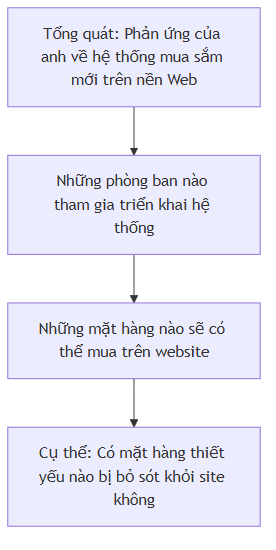 Tổng quát: Phản ứng của
anh về hệ thống mua sắm
mới trên nền Web
Những phòng ban nào
tham gia triển khai hệ
thống
Những mặt hàng nào sẽ có
thể mua trên website
Cụ thể: Có mặt hàng thiết
yếu nào bị bỏ sót khỏi site
không